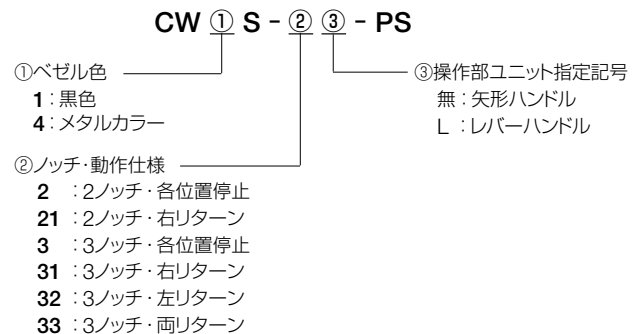 CW ① S - ② ③ - PS
①ベゼル色
1：黒色
4：メタルカラー
②ノッチ・動作仕様
2：2ノッチ・各位置停止
21：2ノッチ・右リターン
3：3ノッチ・各位置停止
31：3ノッチ・右リターン
32：3ノッチ・左リターン
33：3ノッチ・両リターン
③操作部ユニット指定記号
無：矢形ハンドル
L：レバーハンドル